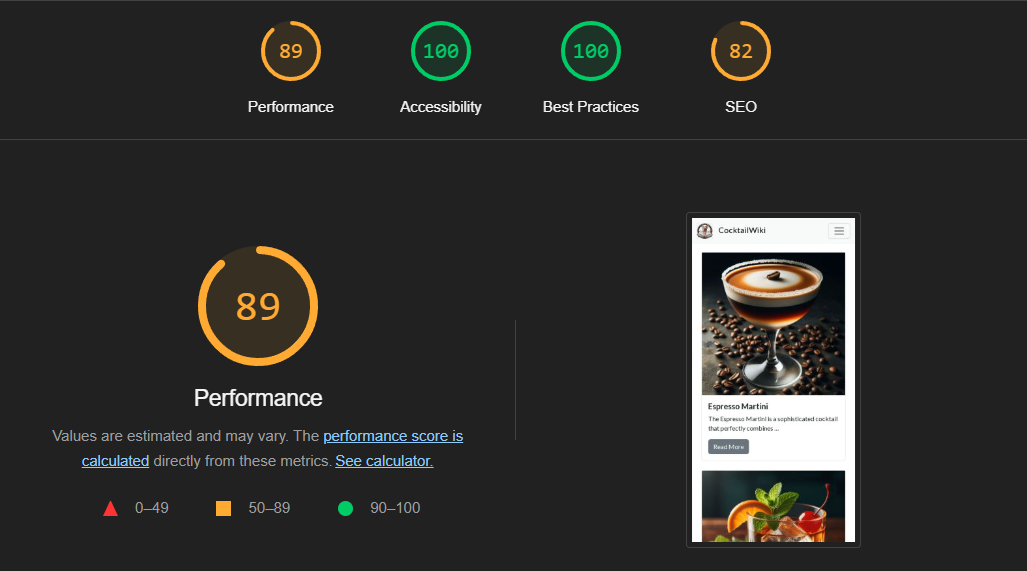 89
100
100
82
Performance
Accessibility
Best Practices
SEO
89
Performance
Values are estimated and may vary. The performance score is
calculated directly from these metrics. See calculator.
0–49
50–89
90–100
CocktailWiki
Espresso Martini
The Espresso Martini is a sophisticated cocktail
that perfectly combines ...
Read More